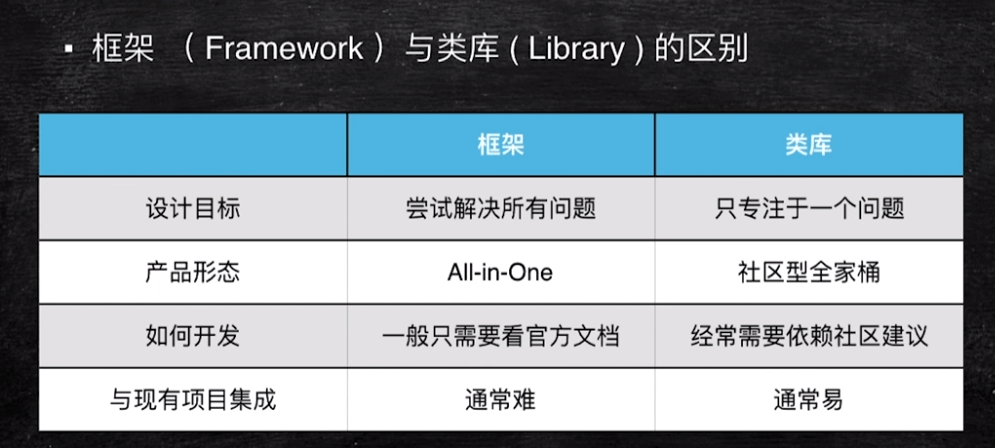 ▪ 框架 （ Framework ） 与类库 ( Library ) 的区别
框架 类库
设计目标 尝试解决所有问题 只专注于一个问题
产品形态 All-in-One 社区型全家桶
如何开发 一般只需要看官方文档 经常需要依赖社区建议
与现有项目集成 通常难 通常易